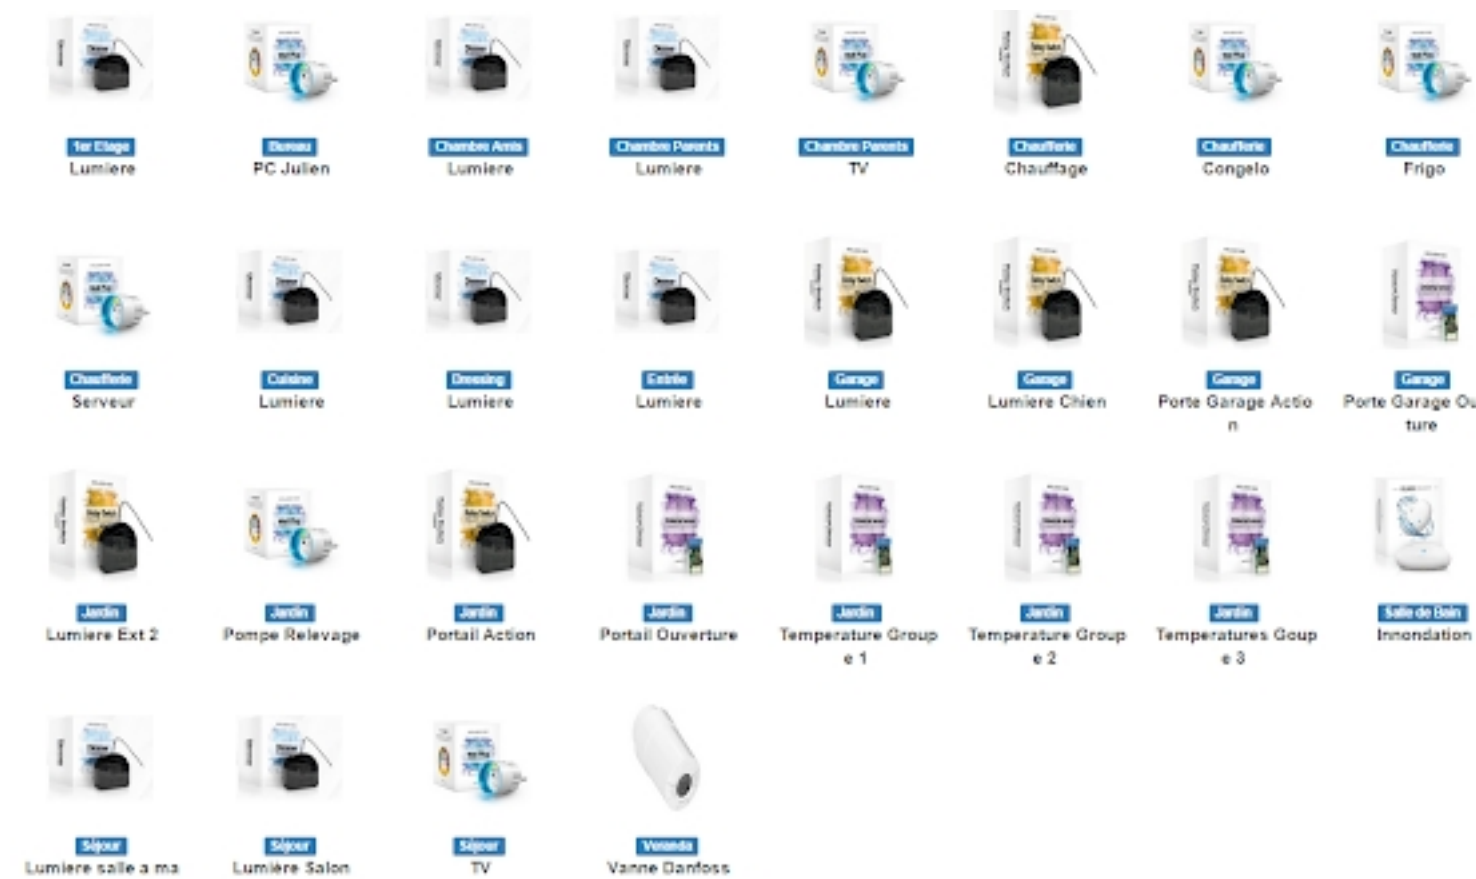 1er Etage
Lumiere
Bureau
PC Julien
Chambre Amis
Lumiere
Chambre Parents
Lumiere
Chambre Parents
TV
Chaufferie
Chauffage
Chaufferie
Congelo
Chaufferie
Frigo
Chaufferie
Serveur
Cuisine
Lumiere
Dressing
Lumiere
Entrée
Lumiere
Garage
Lumiere
Garage
Lumiere Chien
Garage
Porte Garage Actio
n
Garage
Porte Garage Ou
ture
Jardin
Lumiere Ext 2
Jardin
Pompe Relevage
Jardin
Portail Action
Jardin
Portail Ouverture
Jardin
Temperature Group
e 1
Jardin
Temperature Group
e 2
Jardin
Temperatures Goup
e 3
Salle de Bain
Innondation
Séjour
Lumiere salle a ma
Séjour
Lumière Salon
Séjour
TV
Veranda
Vanne Danfoss